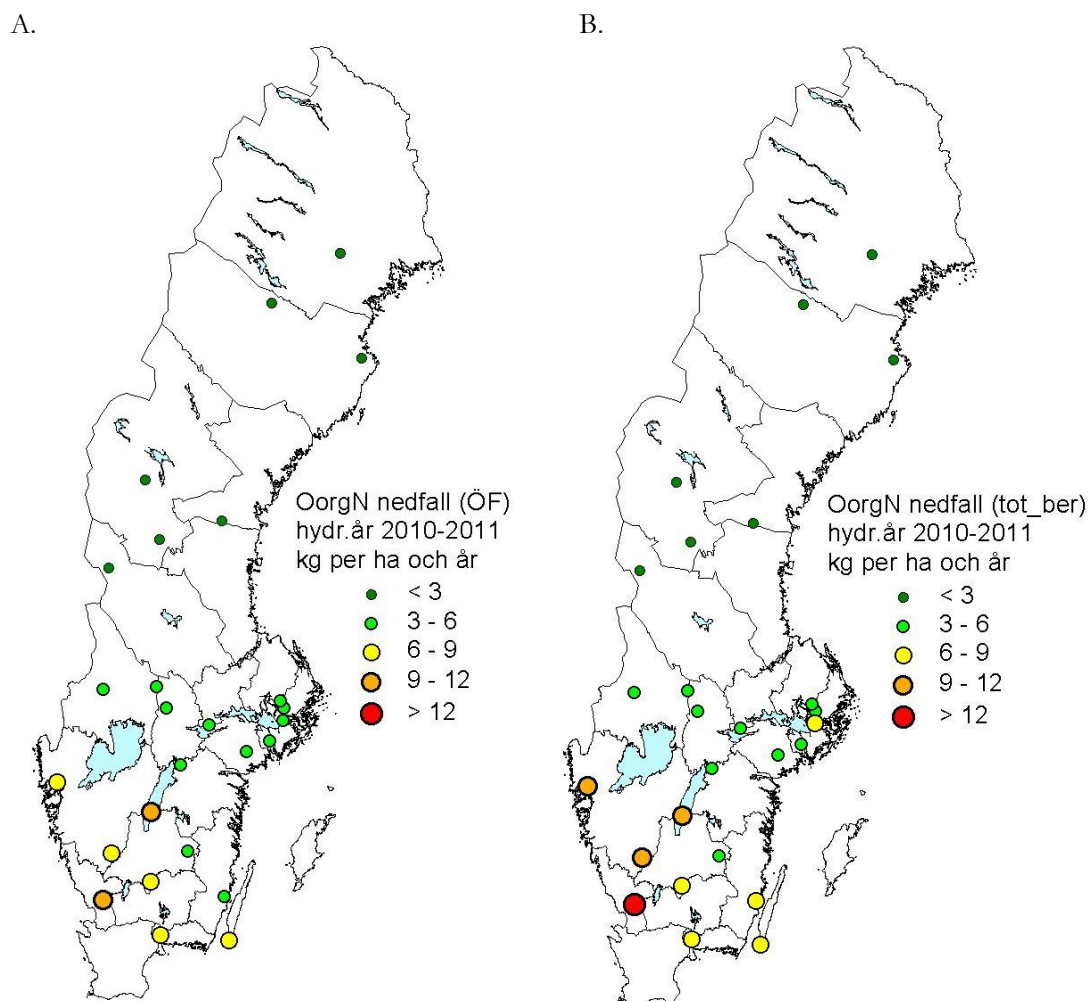 A.
B.
OorgN nedfall (ÖF)
hydr.år 2010-2011
kg per ha och år
< 3
3 - 6
6 - 9
9 - 12
> 12
OorgN nedfall (tot_ber)
hydr.år 2010-2011
kg per ha och år
< 3
3 - 6
6 - 9
9 - 12
> 12